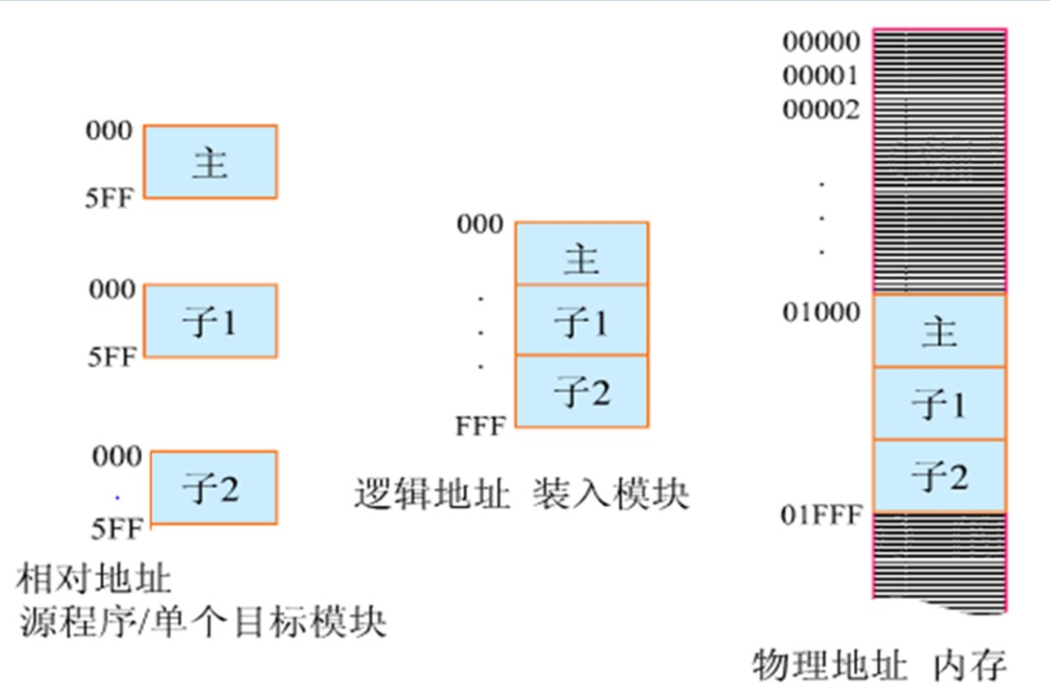 000
主
5FF
000
子1
5FF
000
子2
5FF
相对地址
源程序/单个目标模块
000
主
子1
子2
FFF
逻辑地址 装入模块
00000
00001
00002
01000
主
子1
子2
01FFF
物理地址 内存